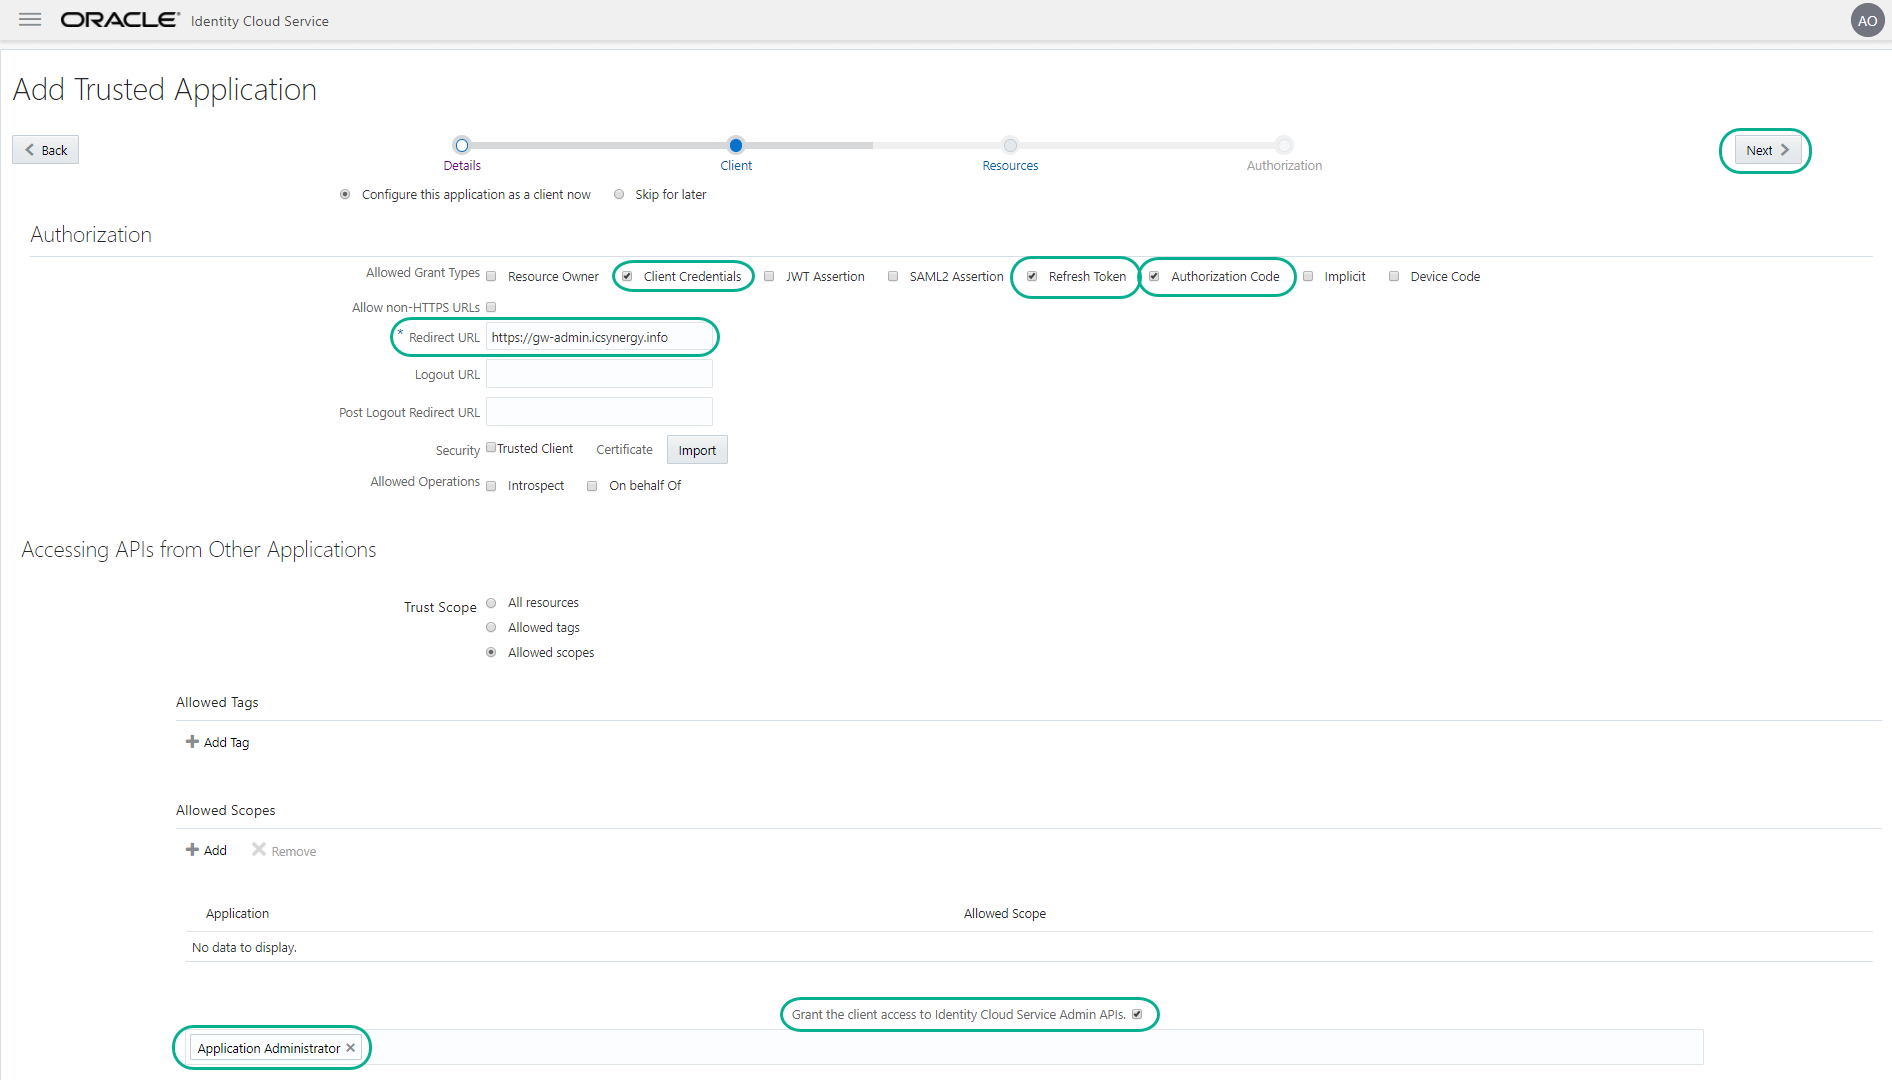 ORACLE® Identity Cloud Service
AO
Add Trusted Application
Back
Details
Client
Resources
Authorization
Next
Configure this application as a client now
Skip for later
Authorization
Allowed Grant Types Resource Owner Client Credentials JWT Assertion SAML2 Assertion Refresh Token Authorization Code Implicit Device Code
Allow non-HTTPS URLs
* Redirect URL https://gw-admin.icsynergy.info
Logout URL
Post Logout Redirect URL
Security Trusted Client Certificate Import
Allowed Operations Introspect On behalf Of
Accessing APIs from Other Applications
Trust Scope All resources
Allowed tags
Allowed scopes
Allowed Tags
Add Tag
Allowed Scopes
Add Remove
Application Allowed Scope
No data to display.
Grant the client access to Identity Cloud Service Admin APIs.
Application Administrator ×